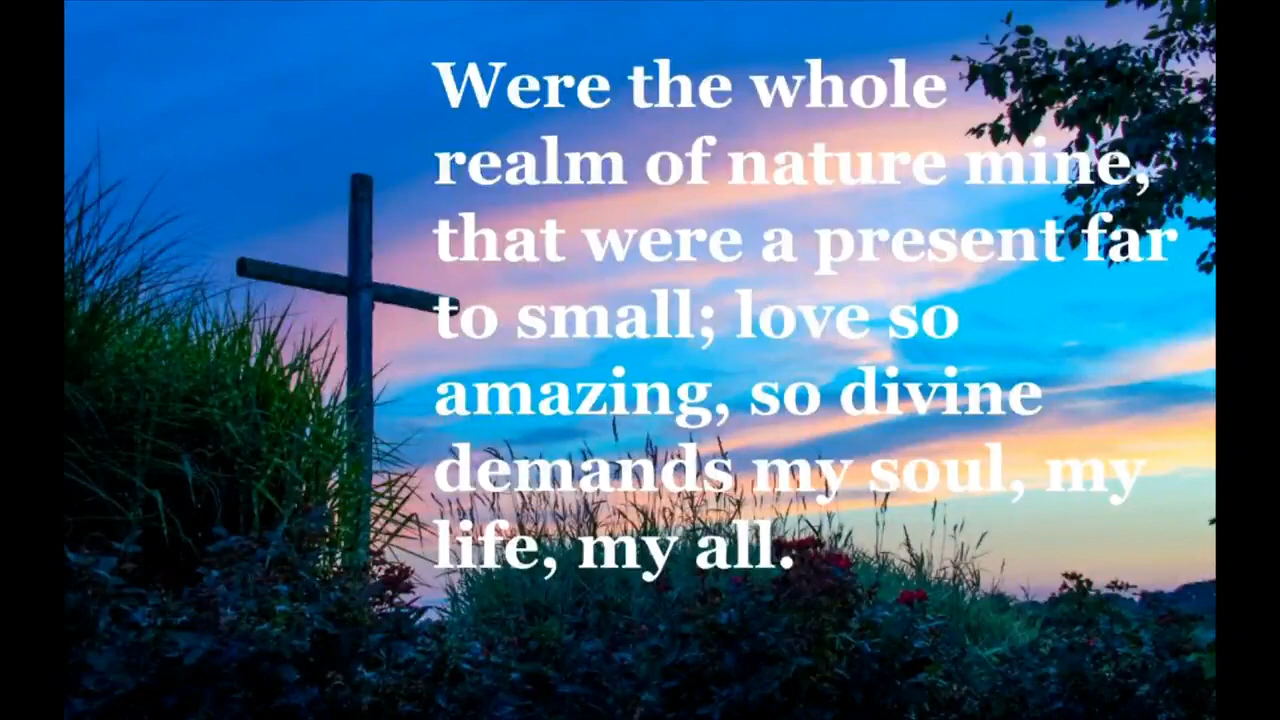 Were the whole
realm of nature mine,
that were a present far
to small; love so
amazing, so divine
demands my soul, my
life, my all.